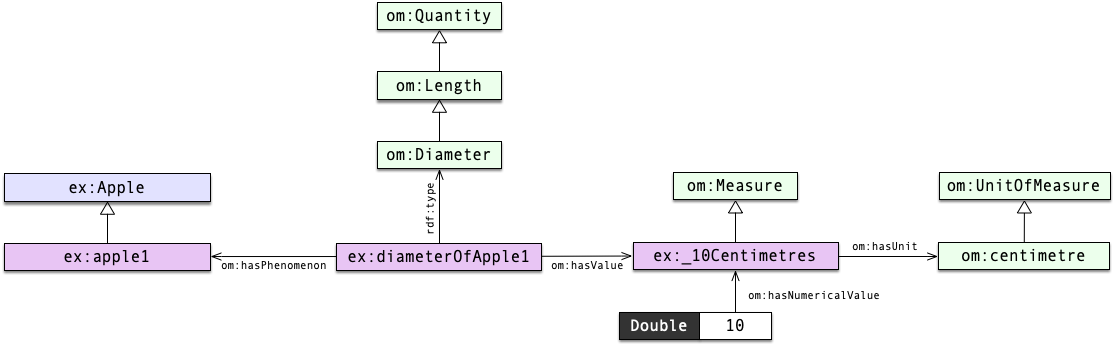 om:Quantity
om:Length
om:Diameter
ex:Apple
om:Measure
om:UnitOfMeasure
rdf:type
ex:apple1
om:hasPhenomenon
ex:diameterOfApple1
om:hasValue
ex:_10Centimetres
om:hasUnit
om:centimetre
om:hasNumericalValue
Double 10